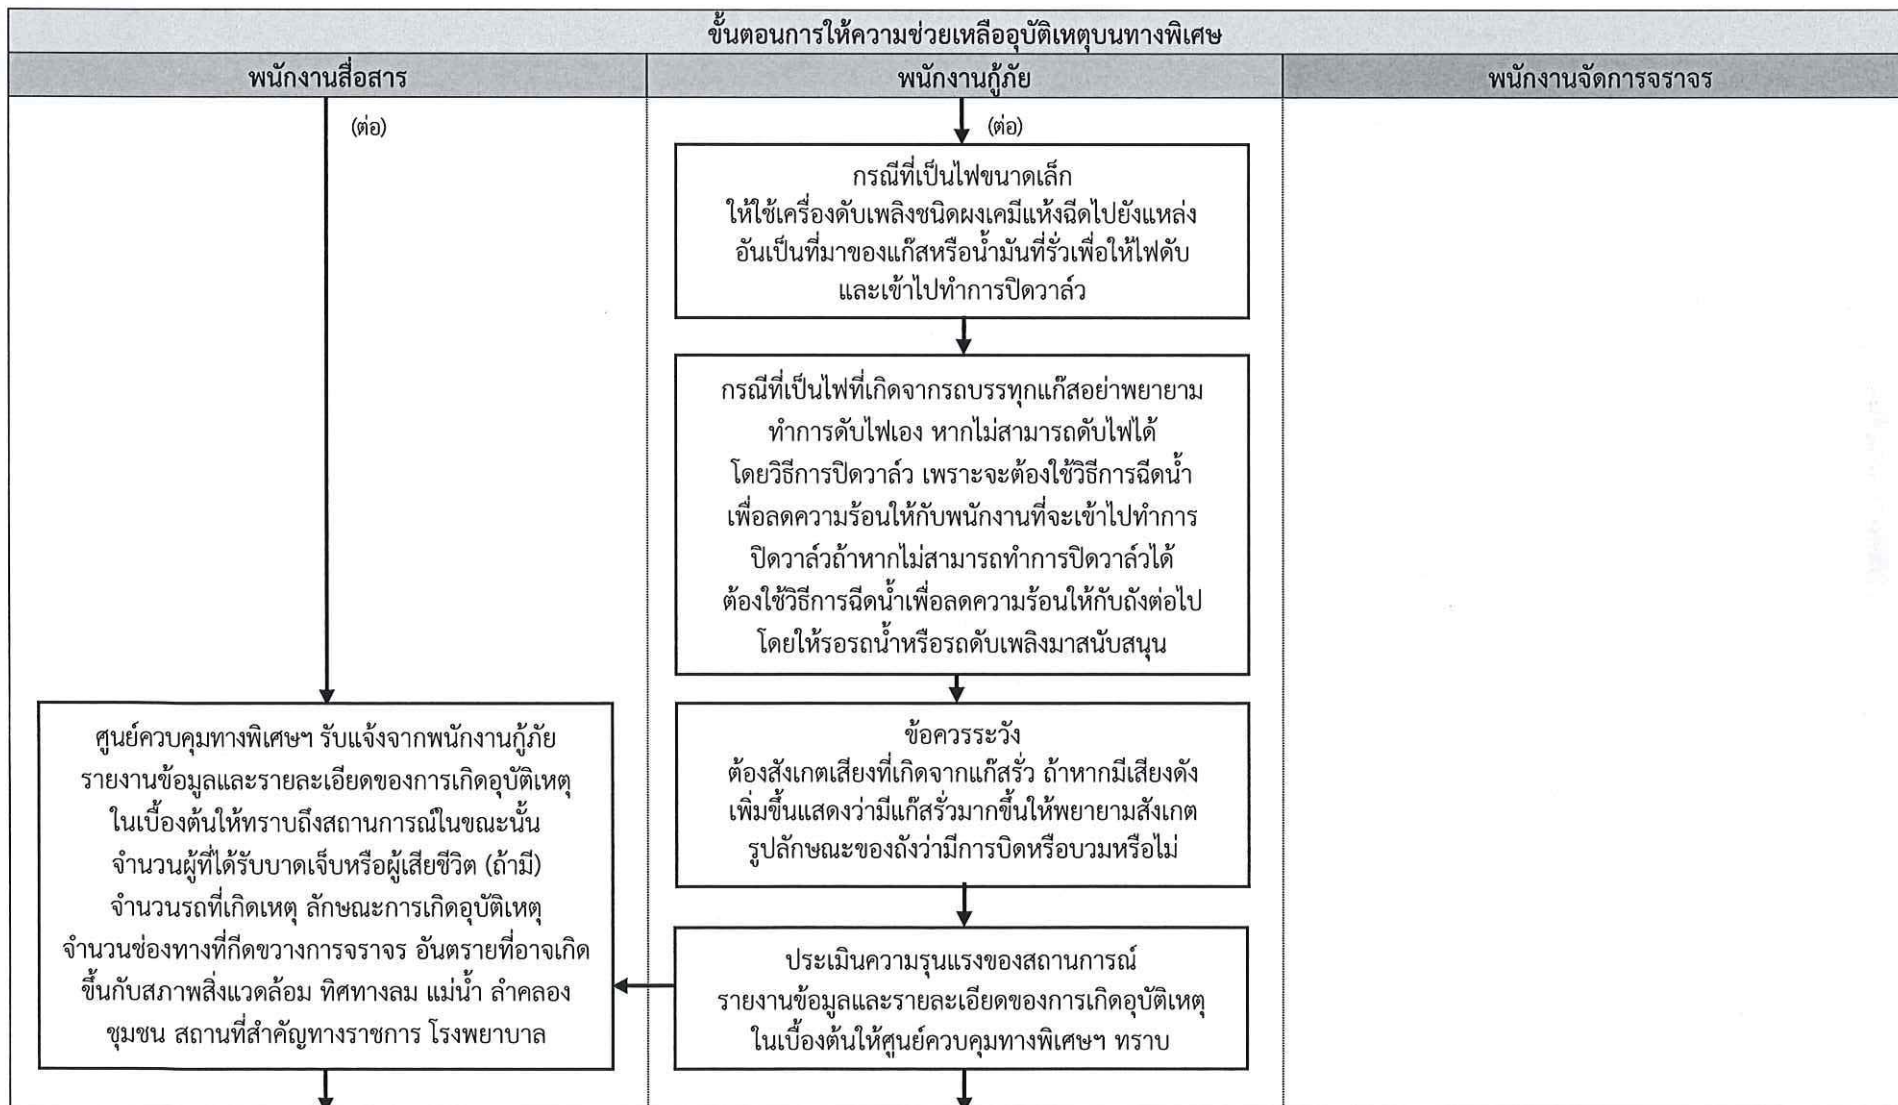 ขั้นตอนการให้ความช่วยเหลืออุบัติเหตุบนทางพิเศษ
พนักงานสื่อสาร
พนักงานกู้ภัย
พนักงานจัดการจราจร
(ต่อ)
(ต่อ)
กรณีที่เป็นไฟขนาดเล็ก
ให้ใช้เครื่องดับเพลิงชนิดผงเคมีแห้งฉีดไปยังแหล่ง
อันเป็นที่มาของแก๊สหรือน้ำมันที่รั่วเพื่อให้ไฟดับ
และเข้าไปทำการปิดวาล์ว
กรณีที่เป็นไฟที่เกิดจากรถบรรทุกแก๊สอย่าพยายาม
ทำการดับไฟเอง หากไม่สามารถดับไฟได้
โดยวิธีการปิดวาล์ว เพราะจะต้องใช้วิธีการฉีดน้ำ
เพื่อลดความร้อนให้กับพนักงานที่จะเข้าไปทำการ
ปิดวาล์วถ้าหากไม่สามารถทำการปิดวาล์วได้
ต้องใช้วิธีการฉีดน้ำเพื่อลดความร้อนให้กับถังต่อไป
โดยให้รอรถน้ำหรือรถดับเพลิงมาสนับสนุน
ศูนย์ควบคุมทางพิเศษฯ รับแจ้งจากพนักงานกู้ภัย
รายงานข้อมูลและรายละเอียดของการเกิดอุบัติเหตุ
ในเบื้องต้นให้ทราบถึงสถานการณ์ในขณะนั้น
จำนวนผู้ที่ได้รับบาดเจ็บหรือผู้เสียชีวิต (ถ้ามี)
จำนวนรถที่เกิดเหตุ ลักษณะการเกิดอุบัติเหตุ
จำนวนช่องทางที่กีดขวางการจราจร อันตรายที่อาจเกิด
ขึ้นกับสภาพสิ่งแวดล้อม ทิศทางลม แม่น้ำ ลำคลอง
ชุมชน สถานที่สำคัญทางราชการ โรงพยาบาล
ข้อควรระวัง
ต้องสังเกตเสียงที่เกิดจากแก๊สรั่ว ถ้าหากมีเสียงดัง
เพิ่มขึ้นแสดงว่ามีแก๊สรั่วมากขึ้นให้พยายามสังเกต
รูปลักษณะของถังว่ามีการบิดหรือบวมหรือไม่
ประเมินความรุนแรงของสถานการณ์
รายงานข้อมูลและรายละเอียดของการเกิดอุบัติเหตุ
ในเบื้องต้นให้ศูนย์ควบคุมทางพิเศษฯ ทราบ